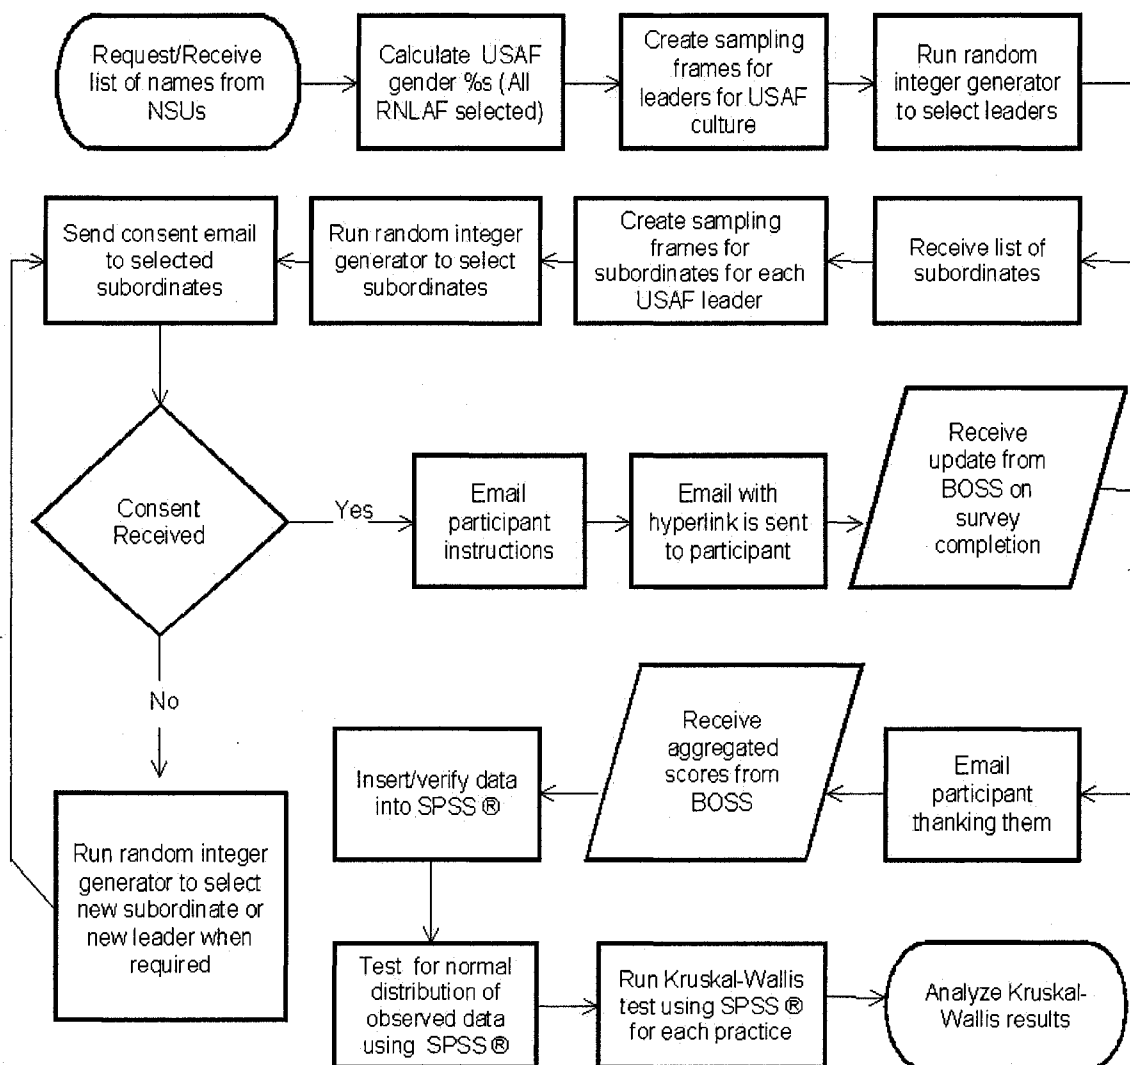 Request/Receive
list of names from
NSUs
Calculate USAF
gender %s (All
RNLAF selected)
Create sampling
frames for
leaders for USAF
culture
Run random
integer generator
to select leaders
Send consent email
to selected
subordinates
Run random integer
generator to select
subordinates
Create sampling
frames for
subordinates for each
USAF leader
Receive list of
subordinates
Consent
Received
Yes
Email
participant
instructions
Email with
hyperlink is sent
to participant
Receive
update from
BOSS on
survey
completion
No
Run random integer
generator to select
new subordinate or
new leader when
required
Insert/verify data
into SPSS ®
Receive
aggregated
scores from
BOSS
Email
participant
thanking them
Test for normal
distribution of
observed data
using SPSS ®
Run Kruskal-Wallis
test using SPSS ®
for each practice
Analyze Kruskal-
Wallis results